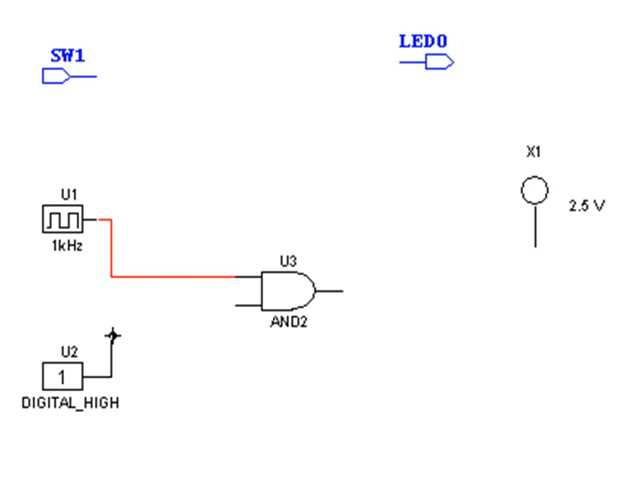 SW1
LED0
X1
2.5 V
U1
1kHz
U3
AND2
U2
1
DIGITAL_HIGH